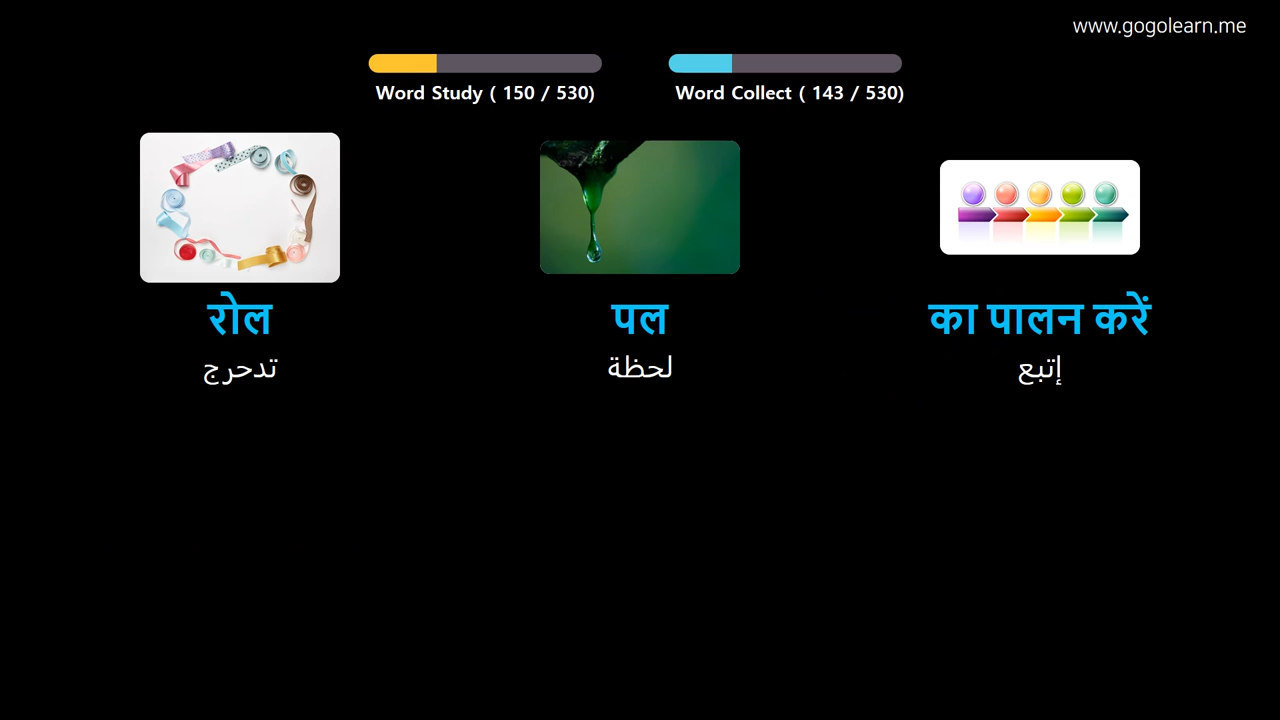 www.gogolearn.me
Word Study ( 150 / 530)
Word Collect ( 143 / 530)
रोल
पल
का पालन करें
تدحرج
لحظة
إتبع